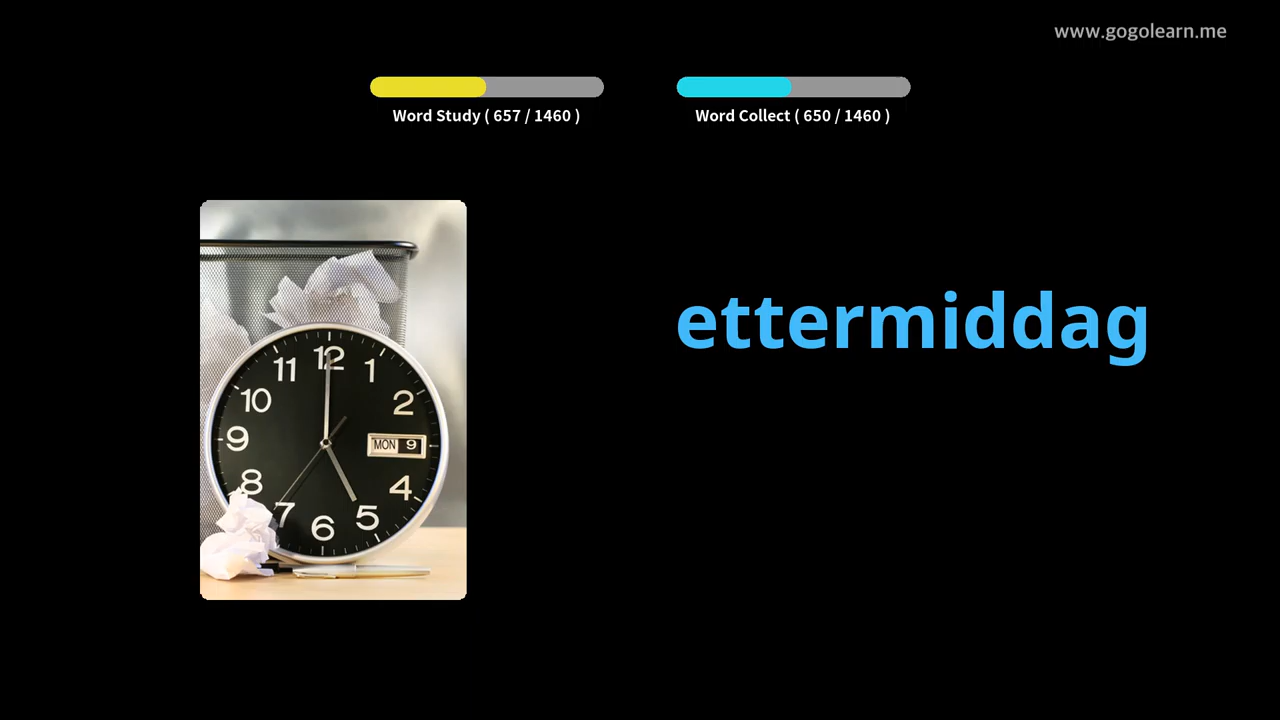 www.gogolearn.me
Word Study ( 657 / 1460 )
Word Collect ( 650 / 1460 )
ettermiddag
12
11 1
10 2
9 MON 9
8 4
7 5
6